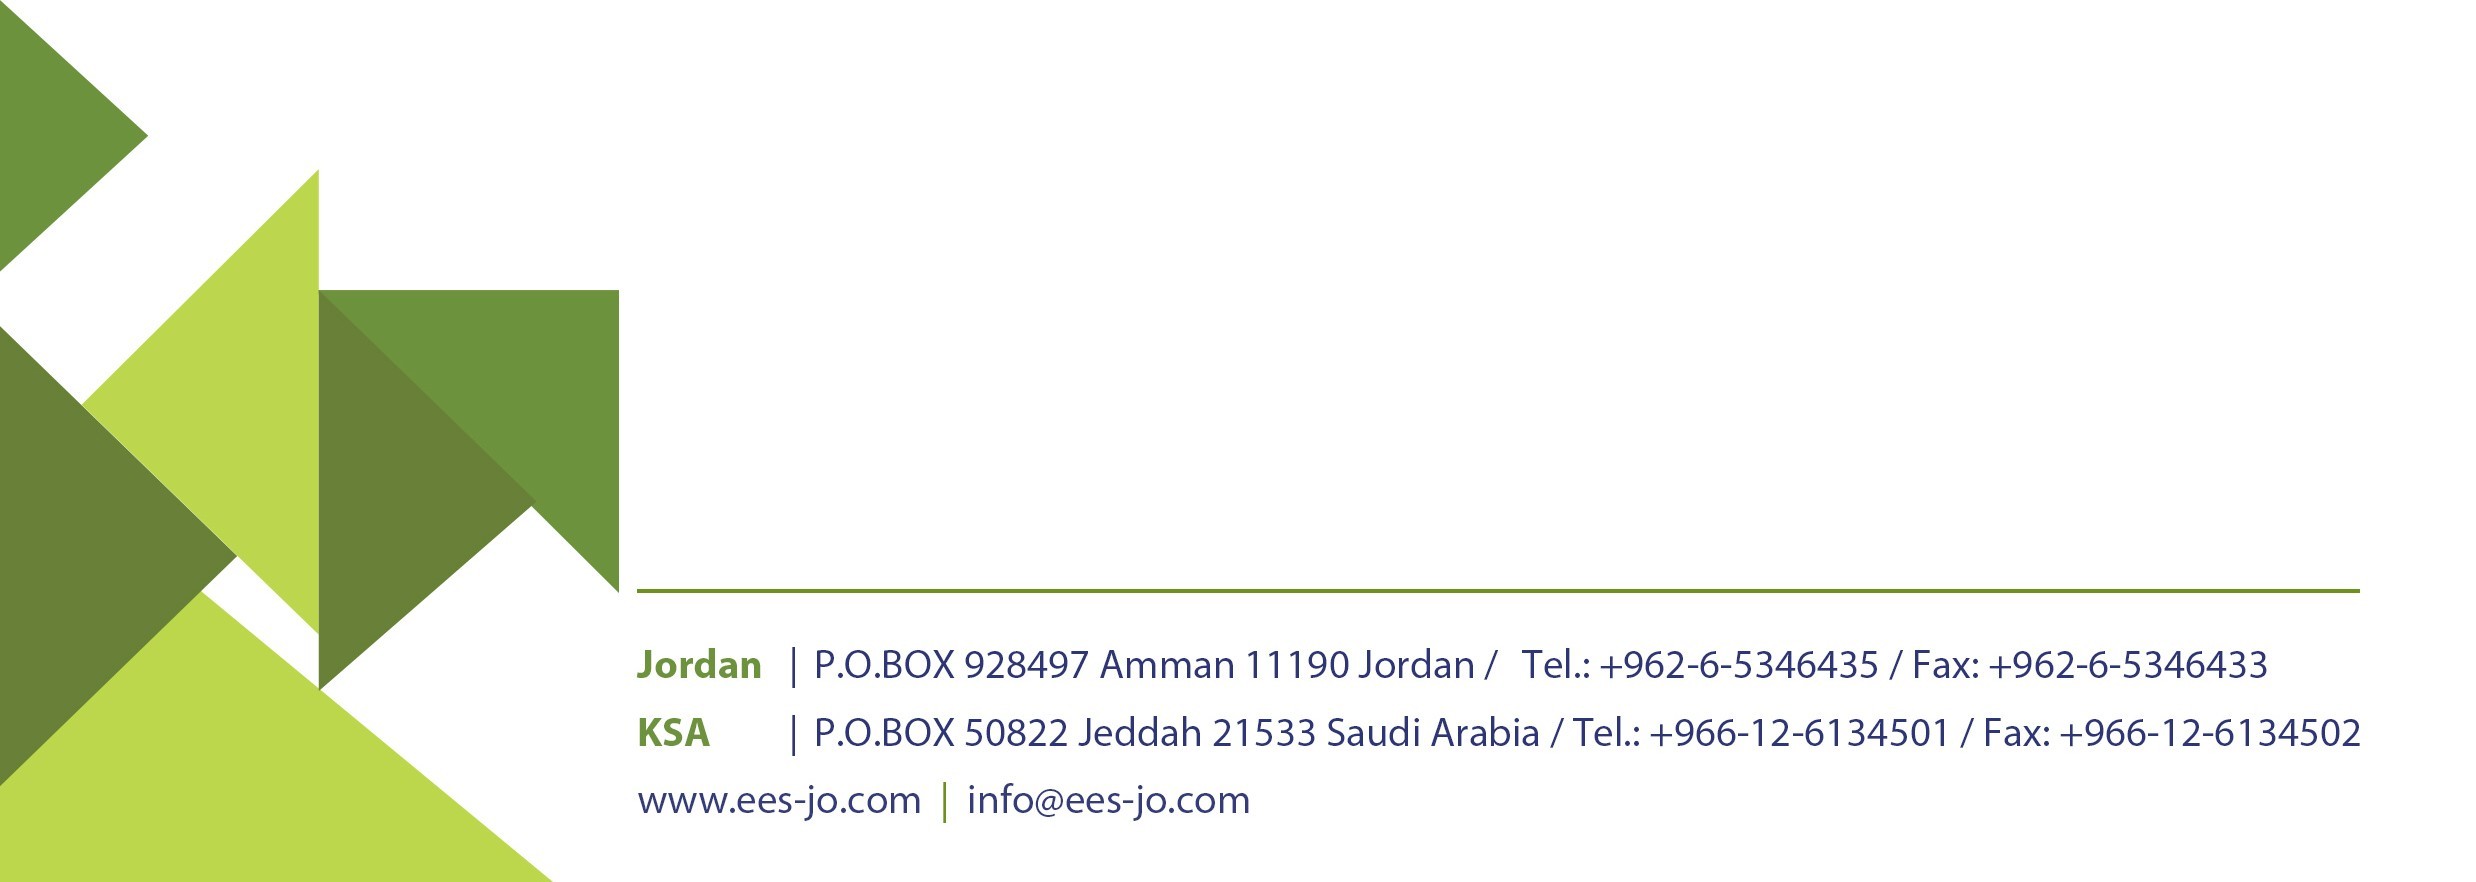 Jordan | P.O.BOX 928497 Amman 11190 Jordan / Tel.: +962-6-5346435 / Fax: +962-6-5346433
KSA | P.O.BOX 50822 Jeddah 21533 Saudi Arabia / Tel.: +966-12-6134501 / Fax: +966-12-6134502
www.ees-jo.com | info@ees-jo.com